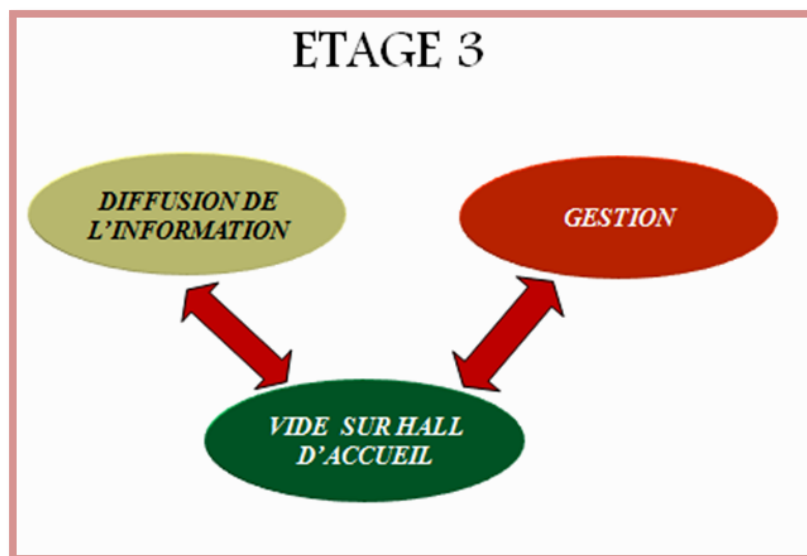 ETAGE 3
DIFFUSION DE
L'INFORMATION
GESTION
VIDE SUR HALL
D'ACCUEIL